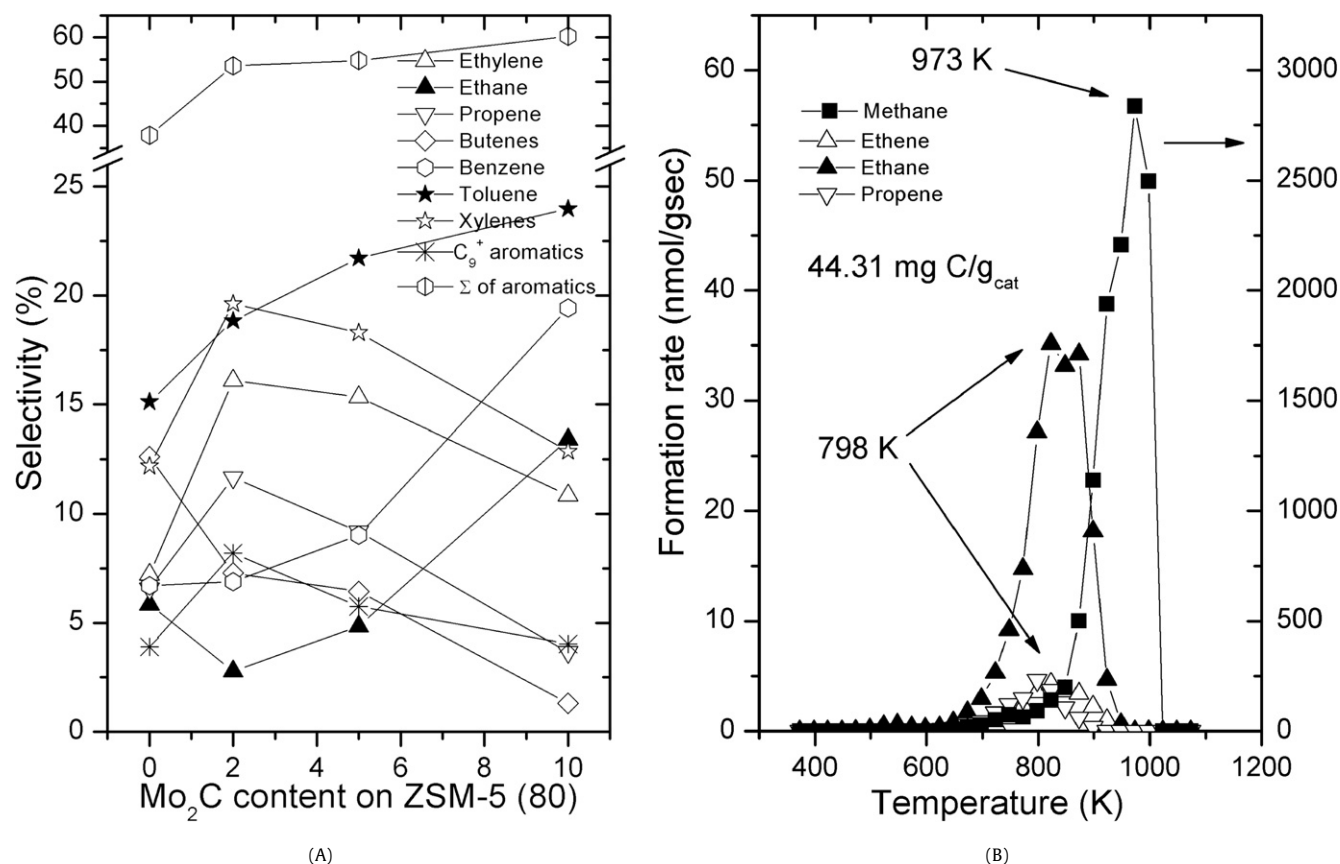 60
50
40
25
20
15
10
5
0
Selectivity (%)
Ethylene
Ethane
Propene
Butenes
Benzene
Toluene
Xylenes
C₉⁺ aromatics
Σ of aromatics
0 2 4 6 8 10
Mo₂C content on ZSM-5 (80)
(A)
60
50
40
30
20
10
0
Formation rate (nmol/gsec)
973 K
Methane
Ethene
Ethane
Propene
44.31 mg C/g_cat
798 K
3000
2500
2000
1500
1000
500
0
400 600 800 1000 1200
Temperature (K)
(B)